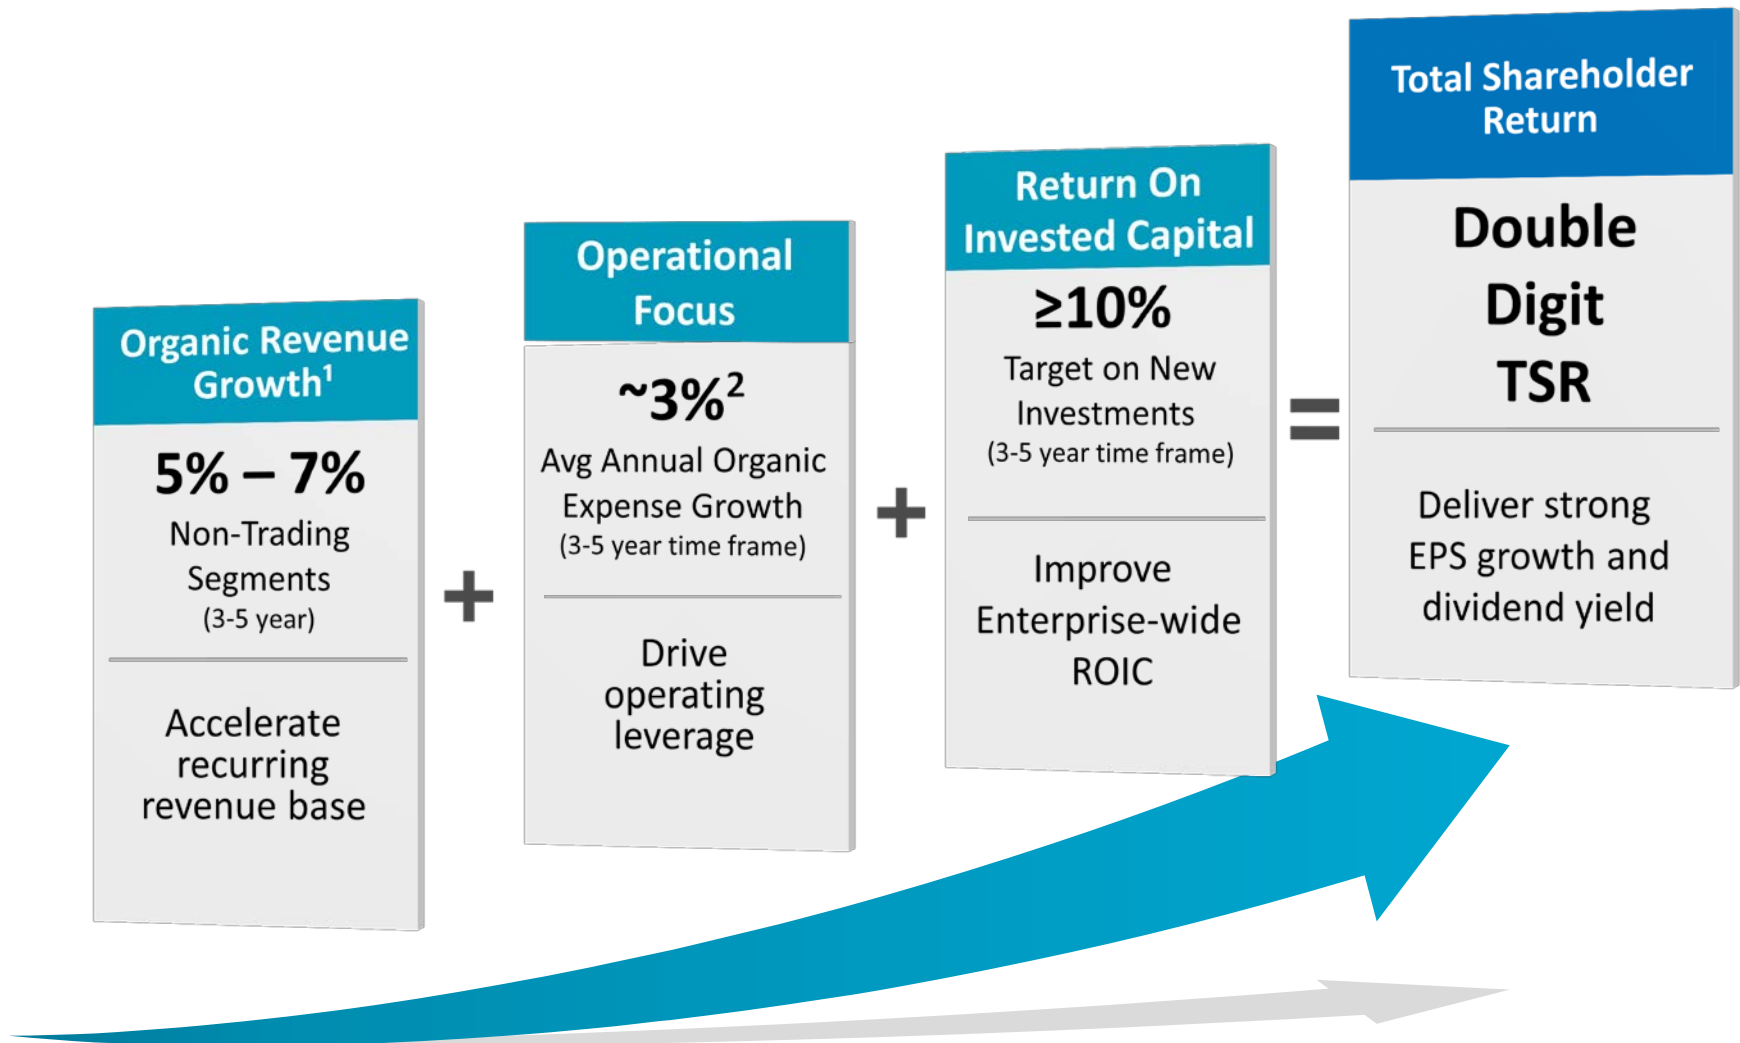 Organic Revenue
Growth¹
5% – 7%
Non-Trading
Segments
(3-5 year)
Accelerate
recurring
revenue base
+
Operational
Focus
~3%²
Avg Annual Organic
Expense Growth
(3-5 year time frame)
Drive
operating
leverage
+
Return On
Invested Capital
≥10%
Target on New
Investments
(3-5 year time frame)
Improve
Enterprise-wide
ROIC
=
Total Shareholder
Return
Double
Digit
TSR
Deliver strong
EPS growth and
dividend yield